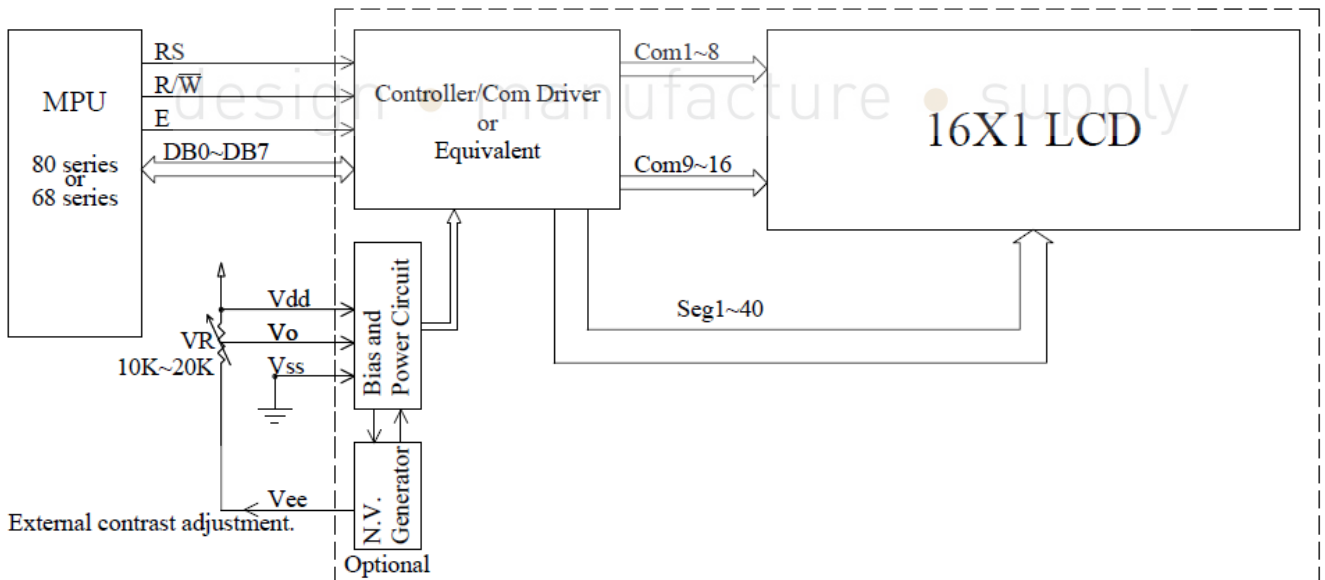 MPU
80 series
or
68 series
RS
R/W̅
E
DB0~DB7
Controller/Com Driver
or
Equivalent
Com1~8
Com9~16
16X1 LCD
design • manufacture • supply
Seg1~40
Vdd
Vo
Vss
VR
10K~20K
Bias and
Power Circuit
N.V.
Generator
Vee
External contrast adjustment.
Optional